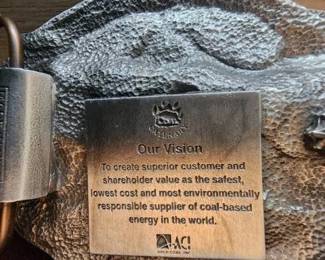 Our Vision
To create superior customer and
shareholder value as the safest,
lowest cost and most environmentally
responsible supplier of coal-based
energy in the world.
ACI